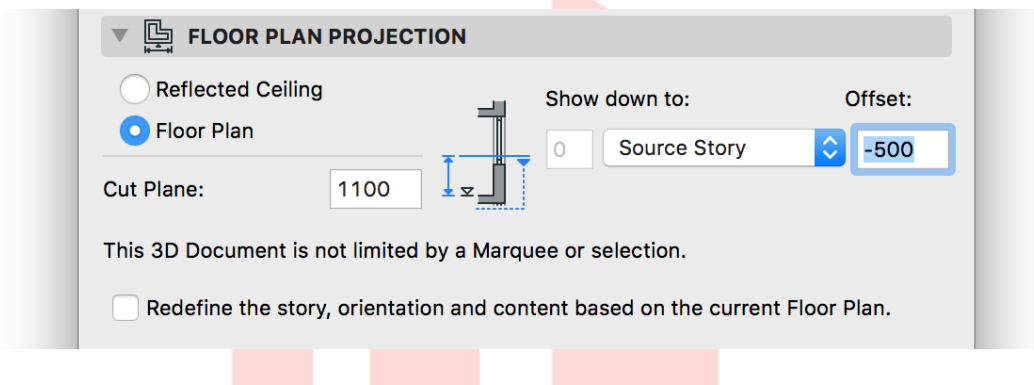 FLOOR PLAN PROJECTION
Reflected Ceiling
Floor Plan
Show down to:
Offset:
0
Source Story
-500
Cut Plane:
1100
This 3D Document is not limited by a Marquee or selection.
Redefine the story, orientation and content based on the current Floor Plan.